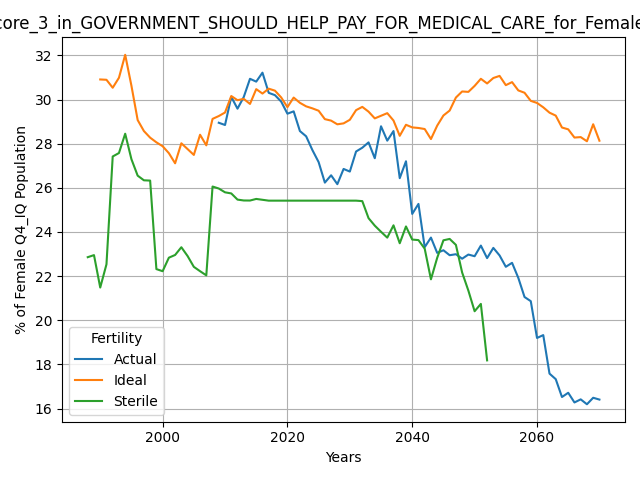 core_3_in_GOVERNMENT_SHOULD_HELP_PAY_FOR_MEDICAL_CARE_for_Female
32
30
28
26
24
22
20
18
16
% of Female Q4_IQ Population
Fertility
Actual
Ideal
Sterile
2000
2020
2040
2060
Years